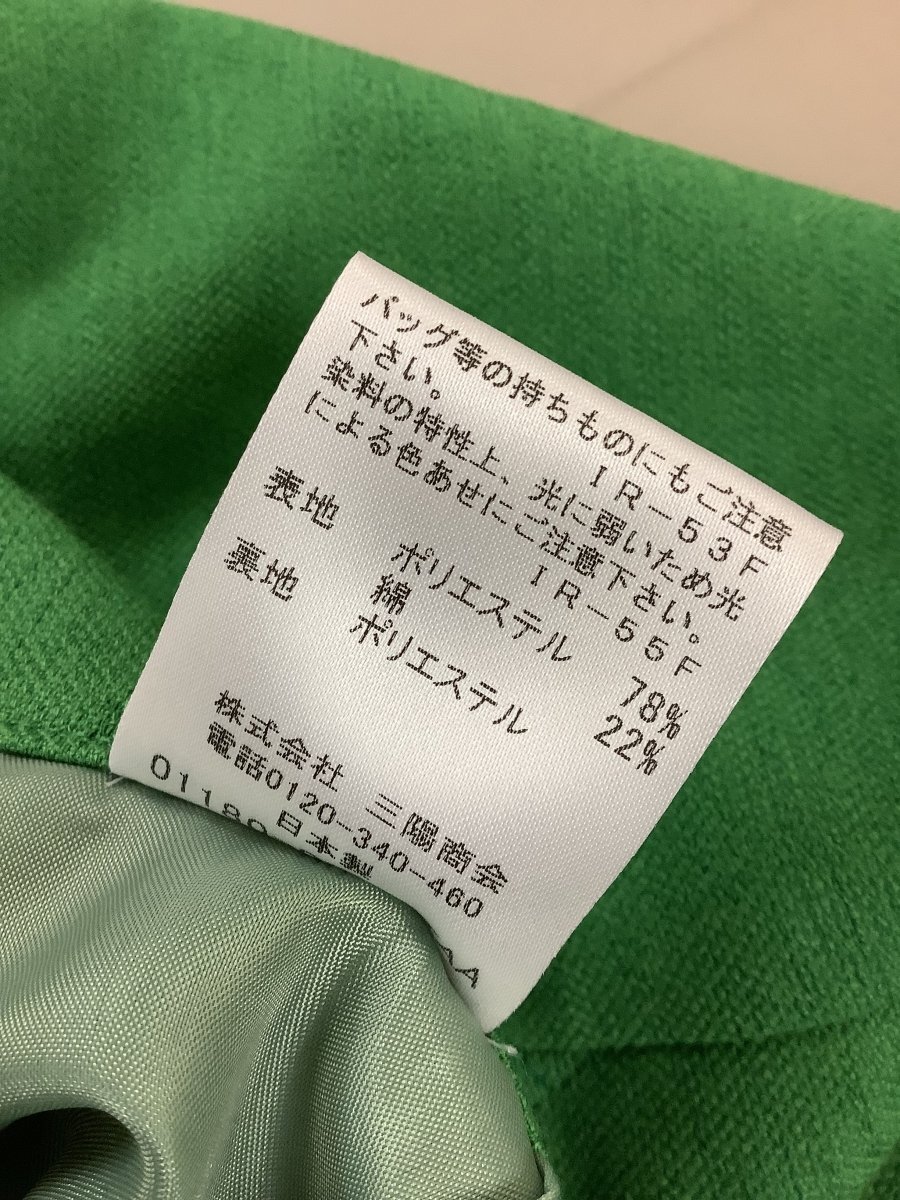 バッグ等の持ちものにもご注意
下さい。
ＩＲ－５３Ｆ
染料の特性上、光に弱いため光
による色あせにご注意下さい。
ＩＲ－５５Ｆ
表地 ポリエステル 78%
綿 22%
裏地 ポリエステル
株式会社 三陽商会
電話0120-340-460
日本製